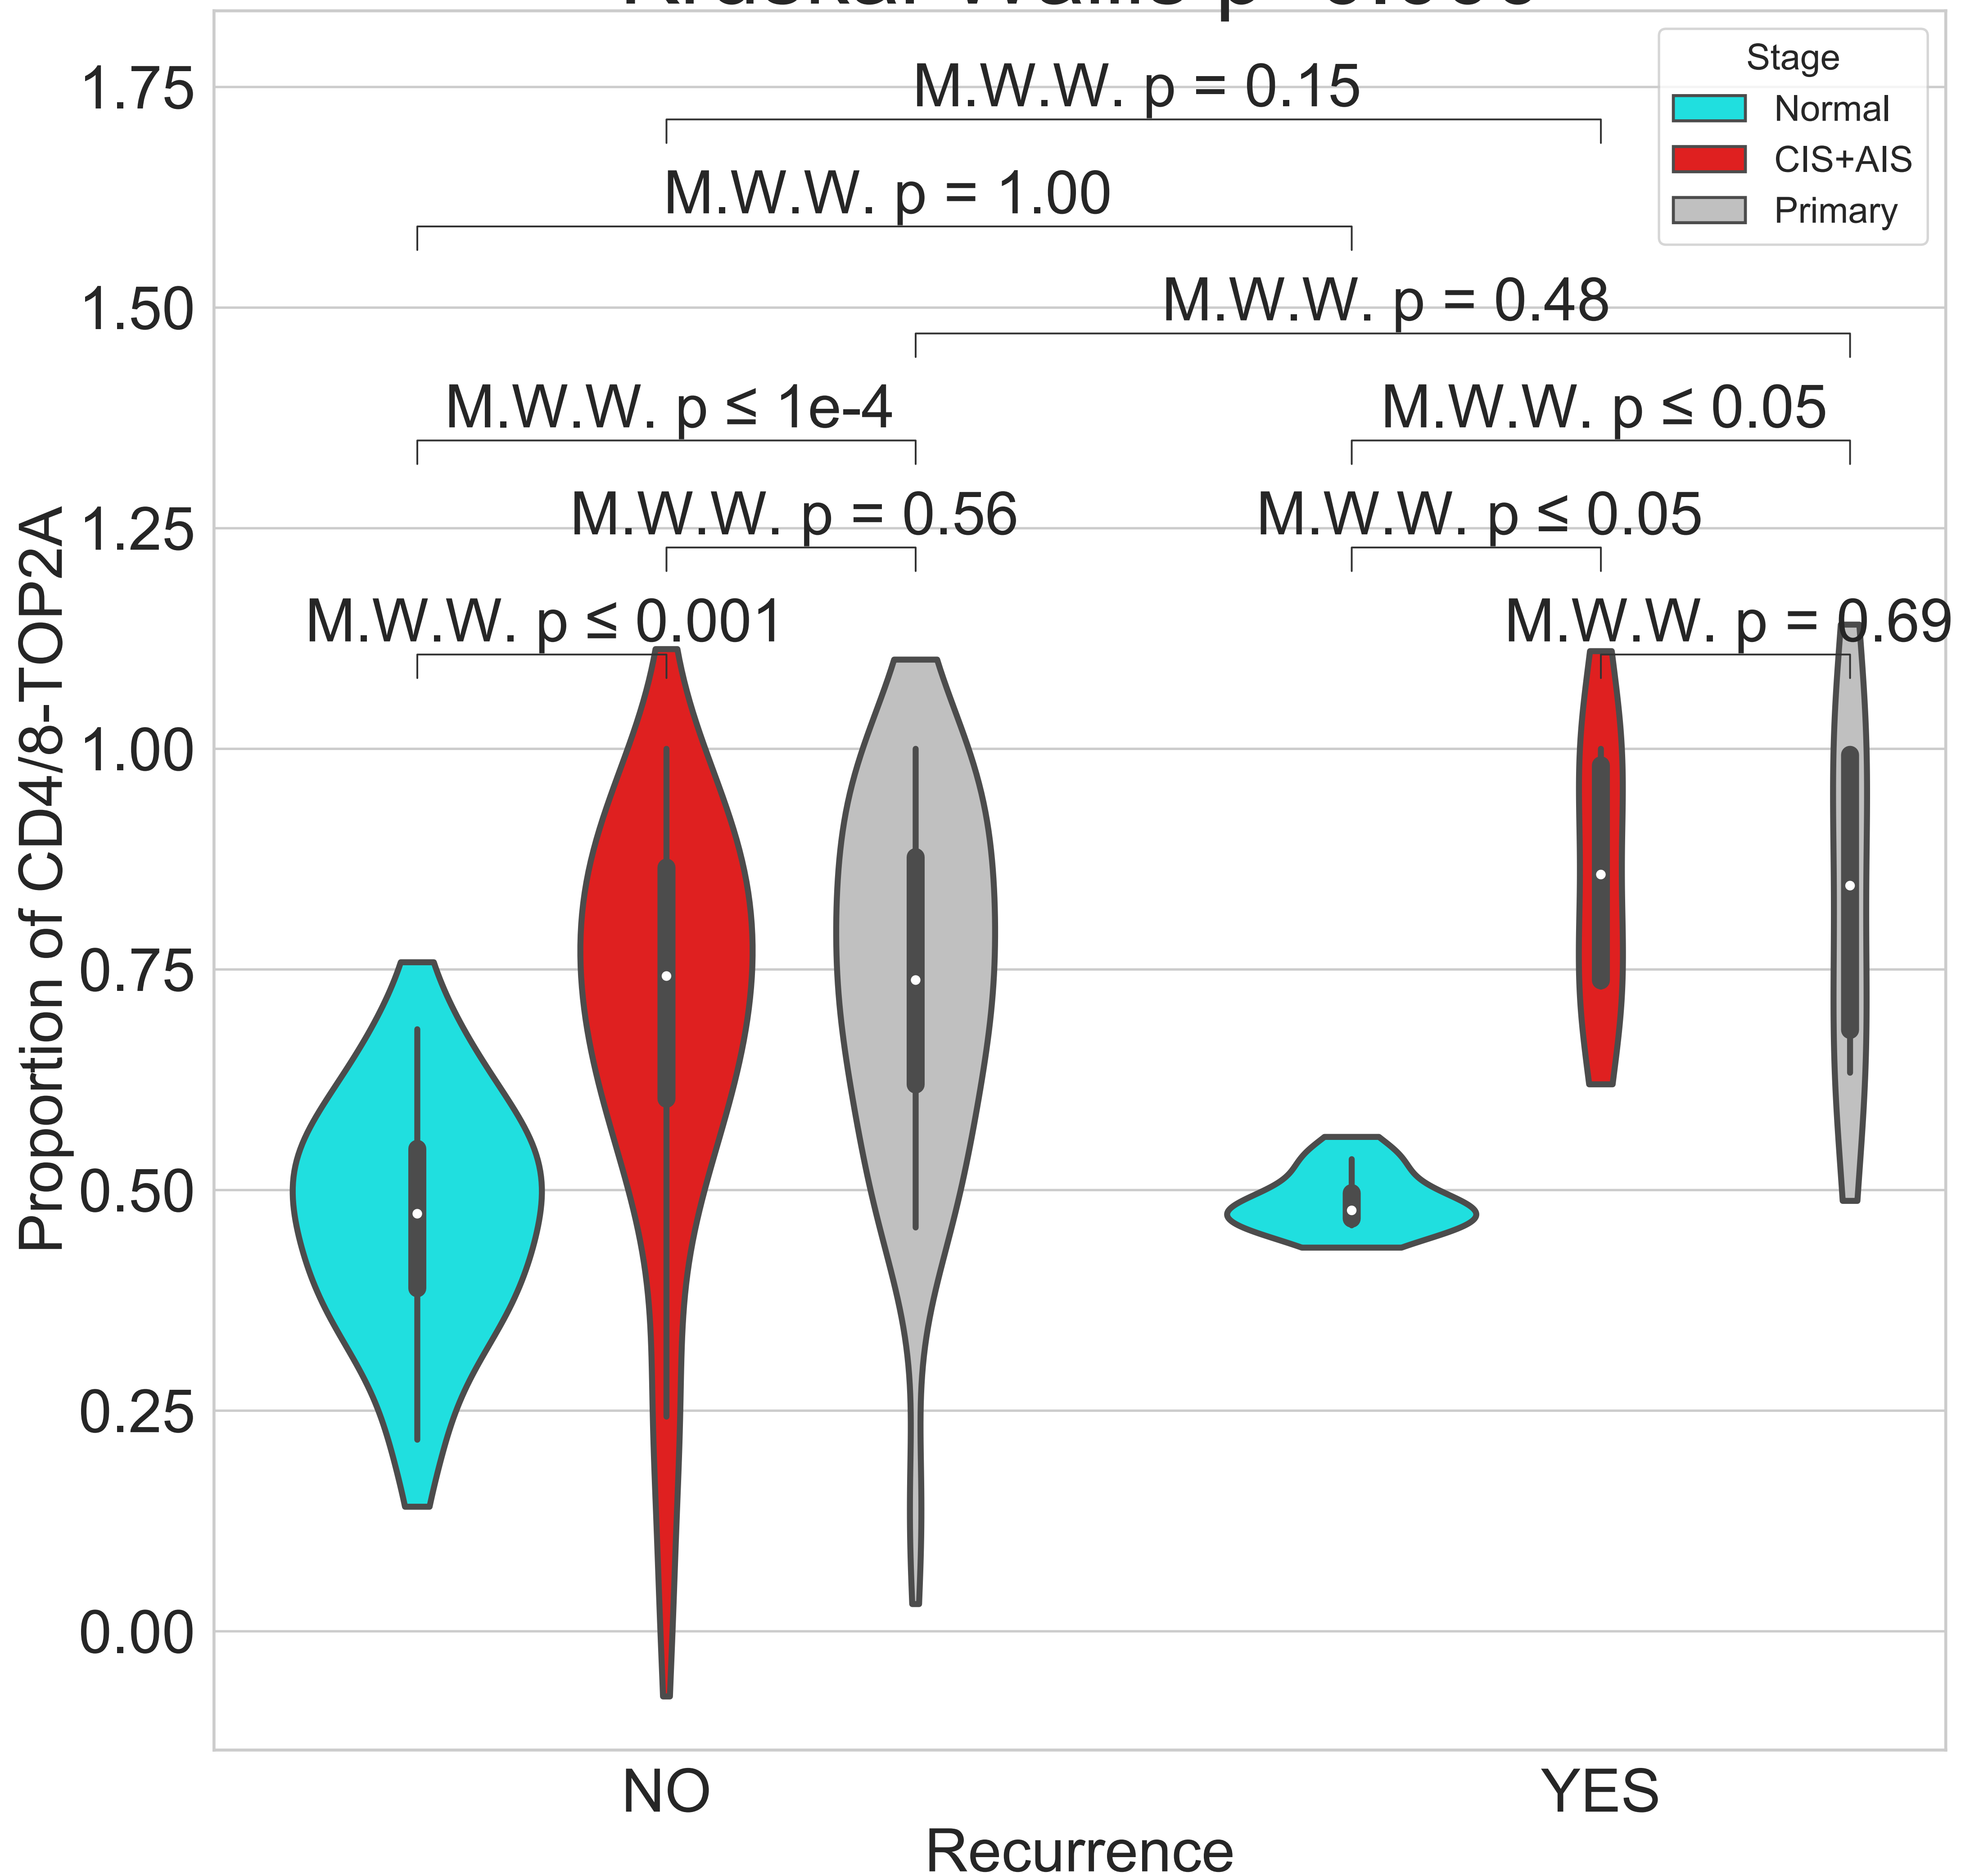 Stage
Normal
CIS+AIS
Primary
M.W.W. p = 0.15
M.W.W. p = 1.00
M.W.W. p = 0.48
M.W.W. p ≤ 1e-4
M.W.W. p ≤ 0.05
M.W.W. p = 0.56
M.W.W. p ≤ 0.05
M.W.W. p ≤ 0.001
M.W.W. p = 0.69
Proportion of CD4/8-TOP2A
1.75
1.50
1.25
1.00
0.75
0.50
0.25
0.00
NO
YES
Recurrence